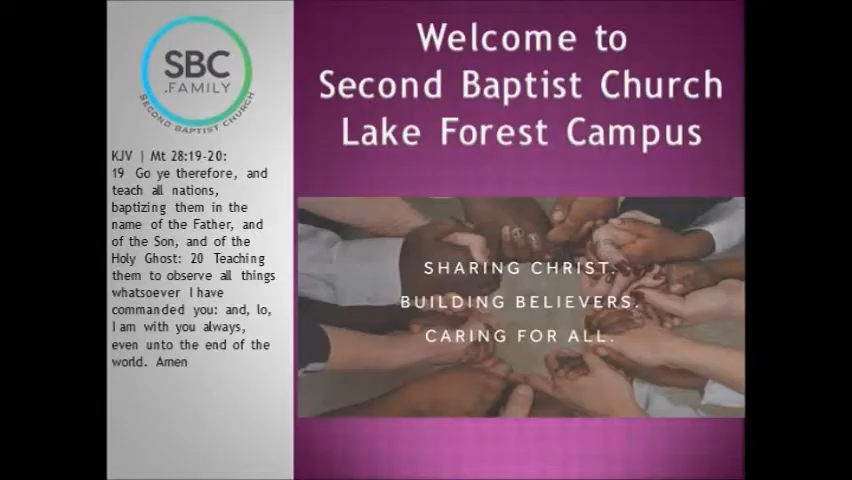 SBC
.FAMILY
SECOND BAPTIST CHURCH
KJV | Mt 28:19-20:
19 Go ye therefore, and
teach all nations,
baptizing them in the
name of the Father, and
of the Son, and of the
Holy Ghost: 20 Teaching
them to observe all things
whatsoever I have
commanded you: and, lo,
I am with you always,
even unto the end of the
world. Amen
Welcome to
Second Baptist Church
Lake Forest Campus
SHARING CHRIST.
BUILDING BELIEVERS.
CARING FOR ALL.